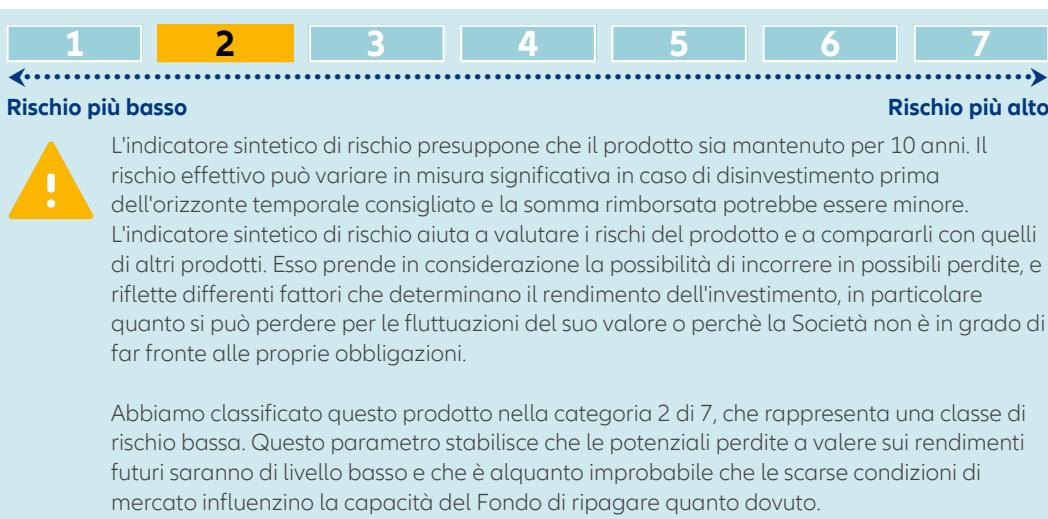 1 2 3 4 5 6 7
Rischio più basso Rischio più alto
L'indicatore sintetico di rischio presuppone che il prodotto sia mantenuto per 10 anni. Il
rischio effettivo può variare in misura significativa in caso di disinvestimento prima
dell'orizzonte temporale consigliato e la somma rimborsata potrebbe essere minore.
L'indicatore sintetico di rischio aiuta a valutare i rischi del prodotto e a compararli con quelli
di altri prodotti. Esso prende in considerazione la possibilità di incorrere in possibili perdite, e
riflette differenti fattori che determinano il rendimento dell'investimento, in particolare
quanto si può perdere per le fluttuazioni del suo valore o perchè la Società non è in grado di
far fronte alle proprie obbligazioni.
Abbiamo classificato questo prodotto nella categoria 2 di 7, che rappresenta una classe di
rischio bassa. Questo parametro stabilisce che le potenziali perdite a valere sui rendimenti
futuri saranno di livello basso e che è alquanto improbabile che le scarse condizioni di
mercato influenzino la capacità del Fondo di ripagare quanto dovuto.